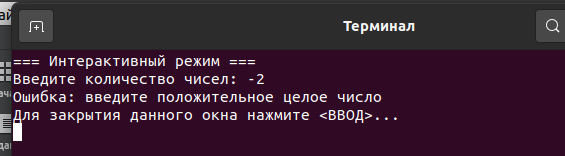 Терминал
=== Интерактивный режим ===
Введите количество чисел: -2
Ошибка: введите положительное целое число
Для закрытия данного окна нажмите <ВВОД>...